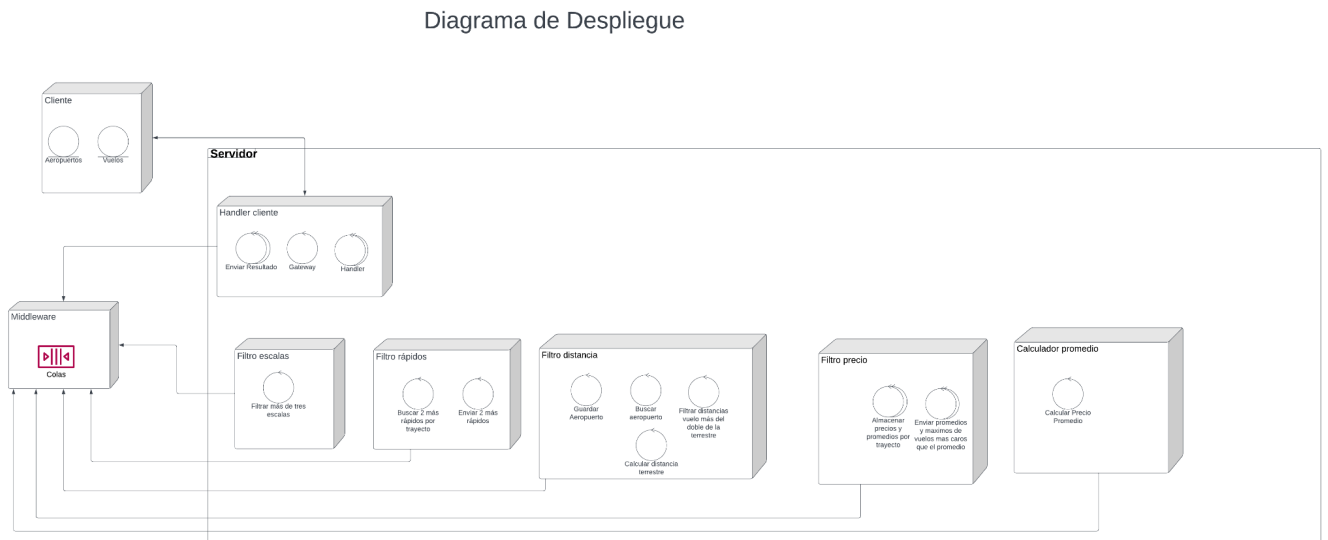 Diagrama de Despliegue
Cliente
Aeropuertos
Vuelos
Servidor
Handler cliente
Enviar Resultado
Gateway
Handler
Middleware
Colas
Filtro escalas
Filtrar más de tres
escalas
Filtro rápidos
Buscar 2 más
rápidos por
trayecto
Enviar 2 más
rápidos
Filtro distancia
Guardar
Aeropuerto
Buscar
aeropuerto
Filtrar distancias
vuelo más del
doble de la
terrestre
Calcular distancia
terrestre
Filtro precio
Almacenar
precios y
promedios por
trayecto
Enviar promedios
y maximos de
vuelos mas caros
que el promedio
Calculador promedio
Calcular Precio
Promedio